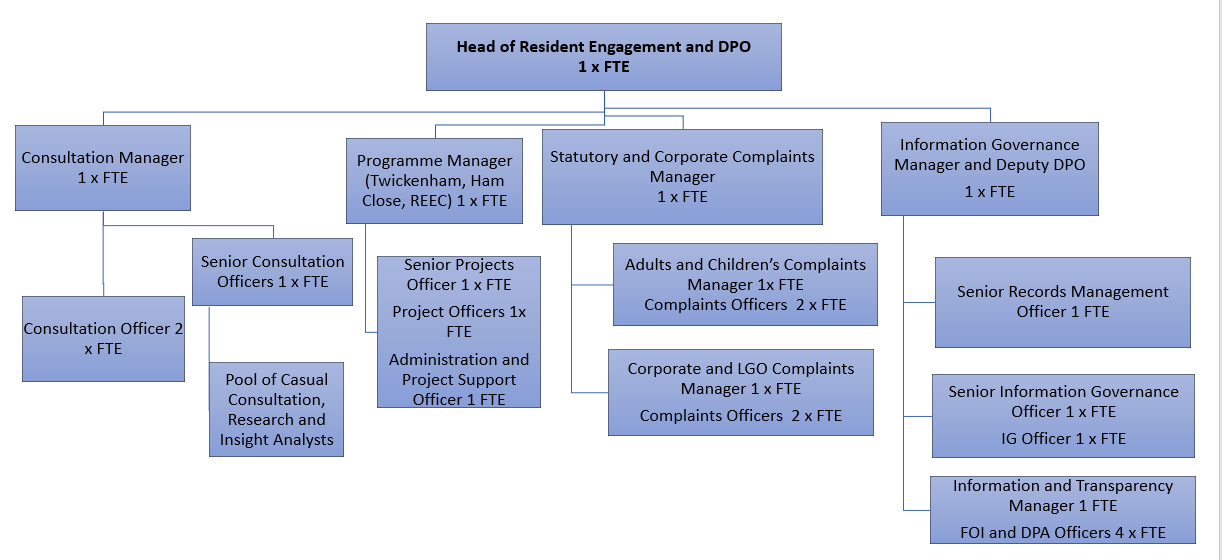 Head of Resident Engagement and DPO
1 x FTE
Consultation Manager
1 x FTE
Programme Manager
(Twickenham, Ham
Close, REEC) 1 x FTE
Statutory and Corporate Complaints
Manager
1 x FTE
Information Governance
Manager and Deputy DPO
1 x FTE
Senior Consultation
Officers 1 x FTE
Consultation Officer 2
x FTE
Pool of Casual
Consultation,
Research and
Insight Analysts
Senior Projects
Officer 1 x FTE
Project Officers 1x
FTE
Administration and
Project Support
Officer 1 FTE
Adults and Children’s Complaints
Manager 1x FTE
Complaints Officers  2 x FTE
Corporate and LGO Complaints
Manager 1 x FTE
Complaints Officers  2 x FTE
Senior Records Management
Officer 1 FTE
Senior Information Governance
Officer 1 x FTE
IG Officer 1 x FTE
Information and Transparency
Manager 1 FTE
FOI and DPA Officers 4 x FTE